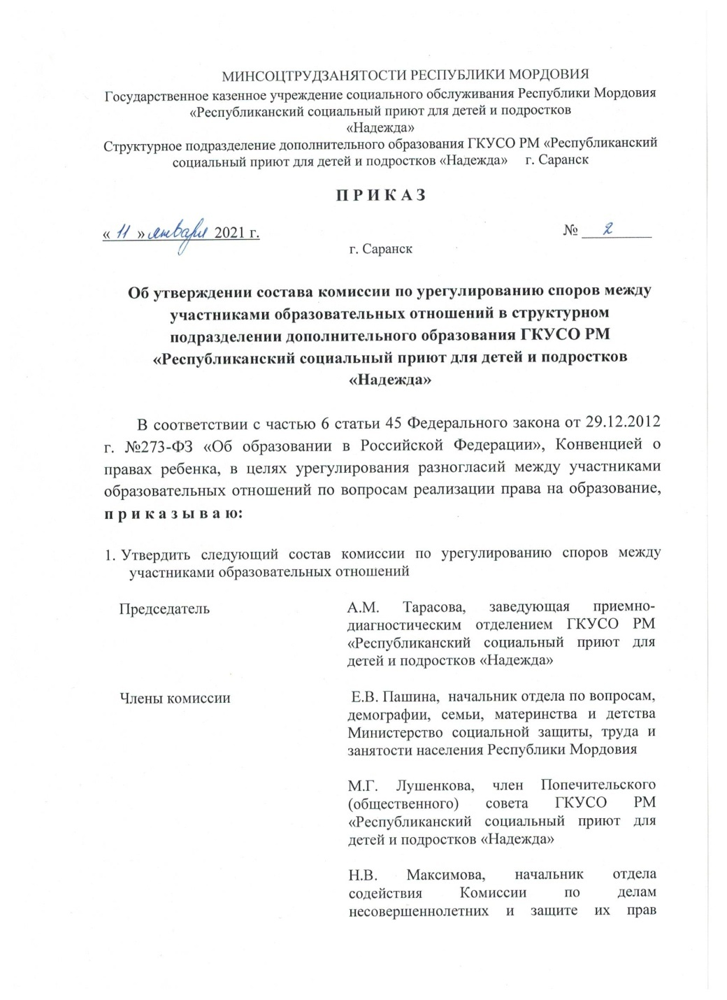 МИНСОЦТРУДЗАНЯТОСТИ РЕСПУБЛИКИ МОРДОВИЯ
Государственное казенное учреждение социального обслуживания Республики Мордовия
«Республиканский социальный приют для детей и подростков
«Надежда»
Структурное подразделение дополнительного образования ГКУСО РМ «Республиканский
социальный приют для детей и подростков «Надежда» г. Саранск
П Р И К А З
« 11 » января 2021 г. № 2
г. Саранск
Об утверждении состава комиссии по урегулированию споров между
участниками образовательных отношений в структурном
подразделении дополнительного образования ГКУСО РМ
«Республиканский социальный приют для детей и подростков
«Надежда»
В соответствии с частью 6 статьи 45 Федерального закона от 29.12.2012
г. №273-ФЗ «Об образовании в Российской Федерации», Конвенцией о
правах ребенка, в целях урегулирования разногласий между участниками
образовательных отношений по вопросам реализации права на образование,
п р и к а з ы в а ю:
1. Утвердить следующий состав комиссии по урегулированию споров между
участниками образовательных отношений
Председатель А.М. Тарасова, заведующая приемно-
диагностическим отделением ГКУСО РМ
«Республиканский социальный приют для
детей и подростков «Надежда»
Члены комиссии Е.В. Пашина, начальник отдела по вопросам,
демографии, семьи, материнства и детства
Министерство социальной защиты, труда и
занятости населения Республики Мордовия
М.Г. Лушенкова, член Попечительского
(общественного) совета ГКУСО РМ
«Республиканский социальный приют для
детей и подростков «Надежда»
Н.В. Максимова, начальник отдела
содействия Комиссии по делам
несовершеннолетних и защите их прав